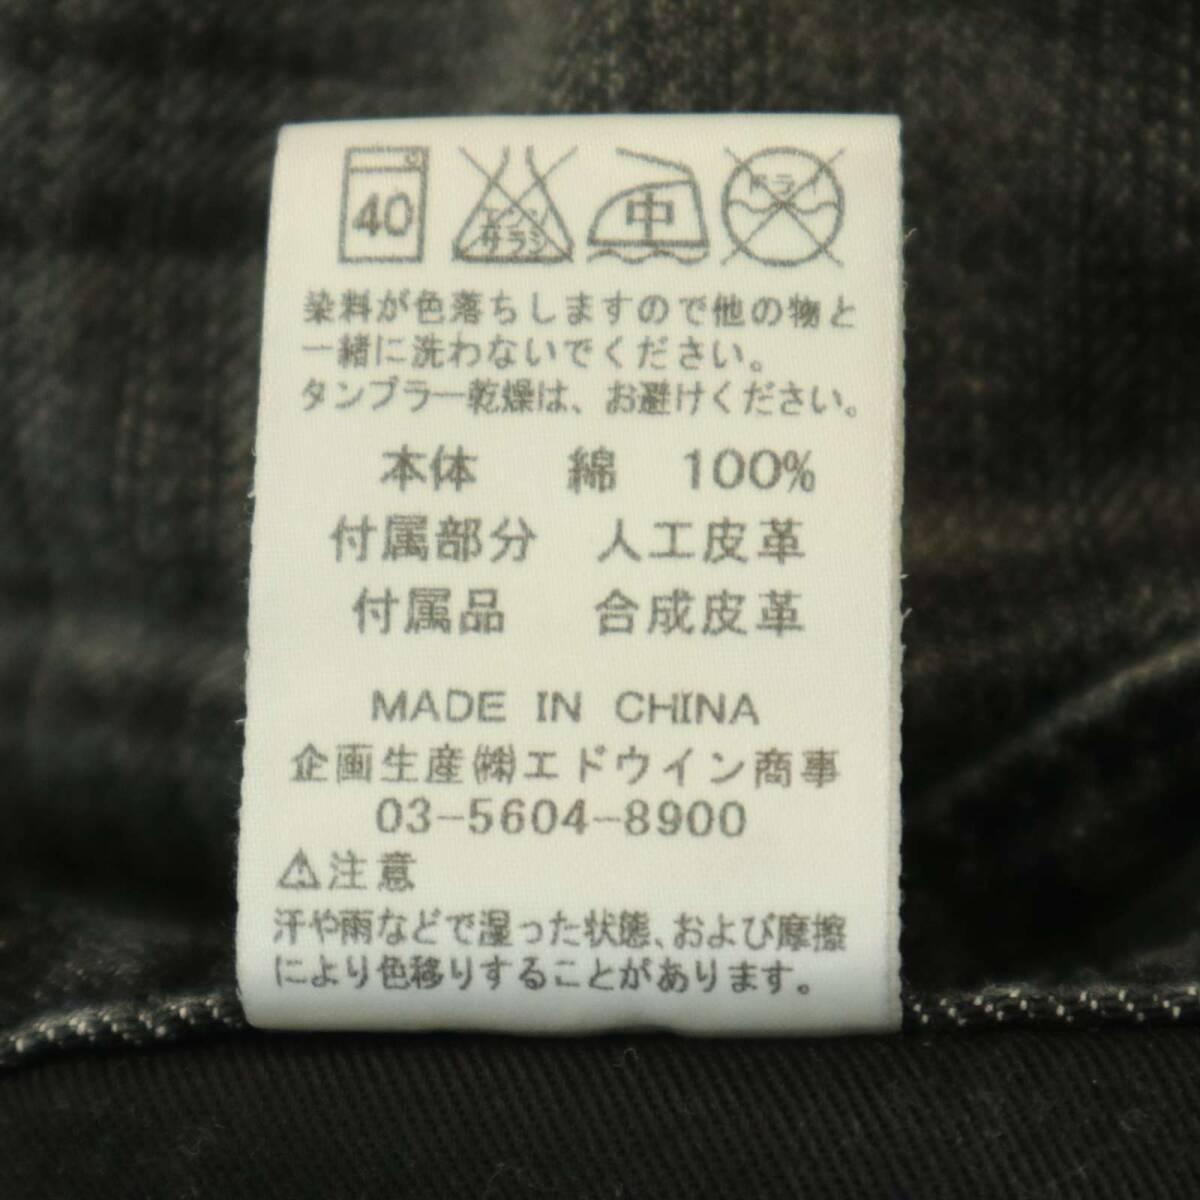 40 エンソ サラシ 中 ドライ
染料が色落ちしますので他の物と
一緒に洗わないでください。
タンブラー乾燥は、お避けください。
本体 綿 100%
付属部分 人工皮革
付属品 合成皮革
MADE IN CHINA
企画生産㈱エドウイン商事
03-5604-8900
⚠注意
汗や雨などで湿った状態、および摩擦
により色移りすることがあります。